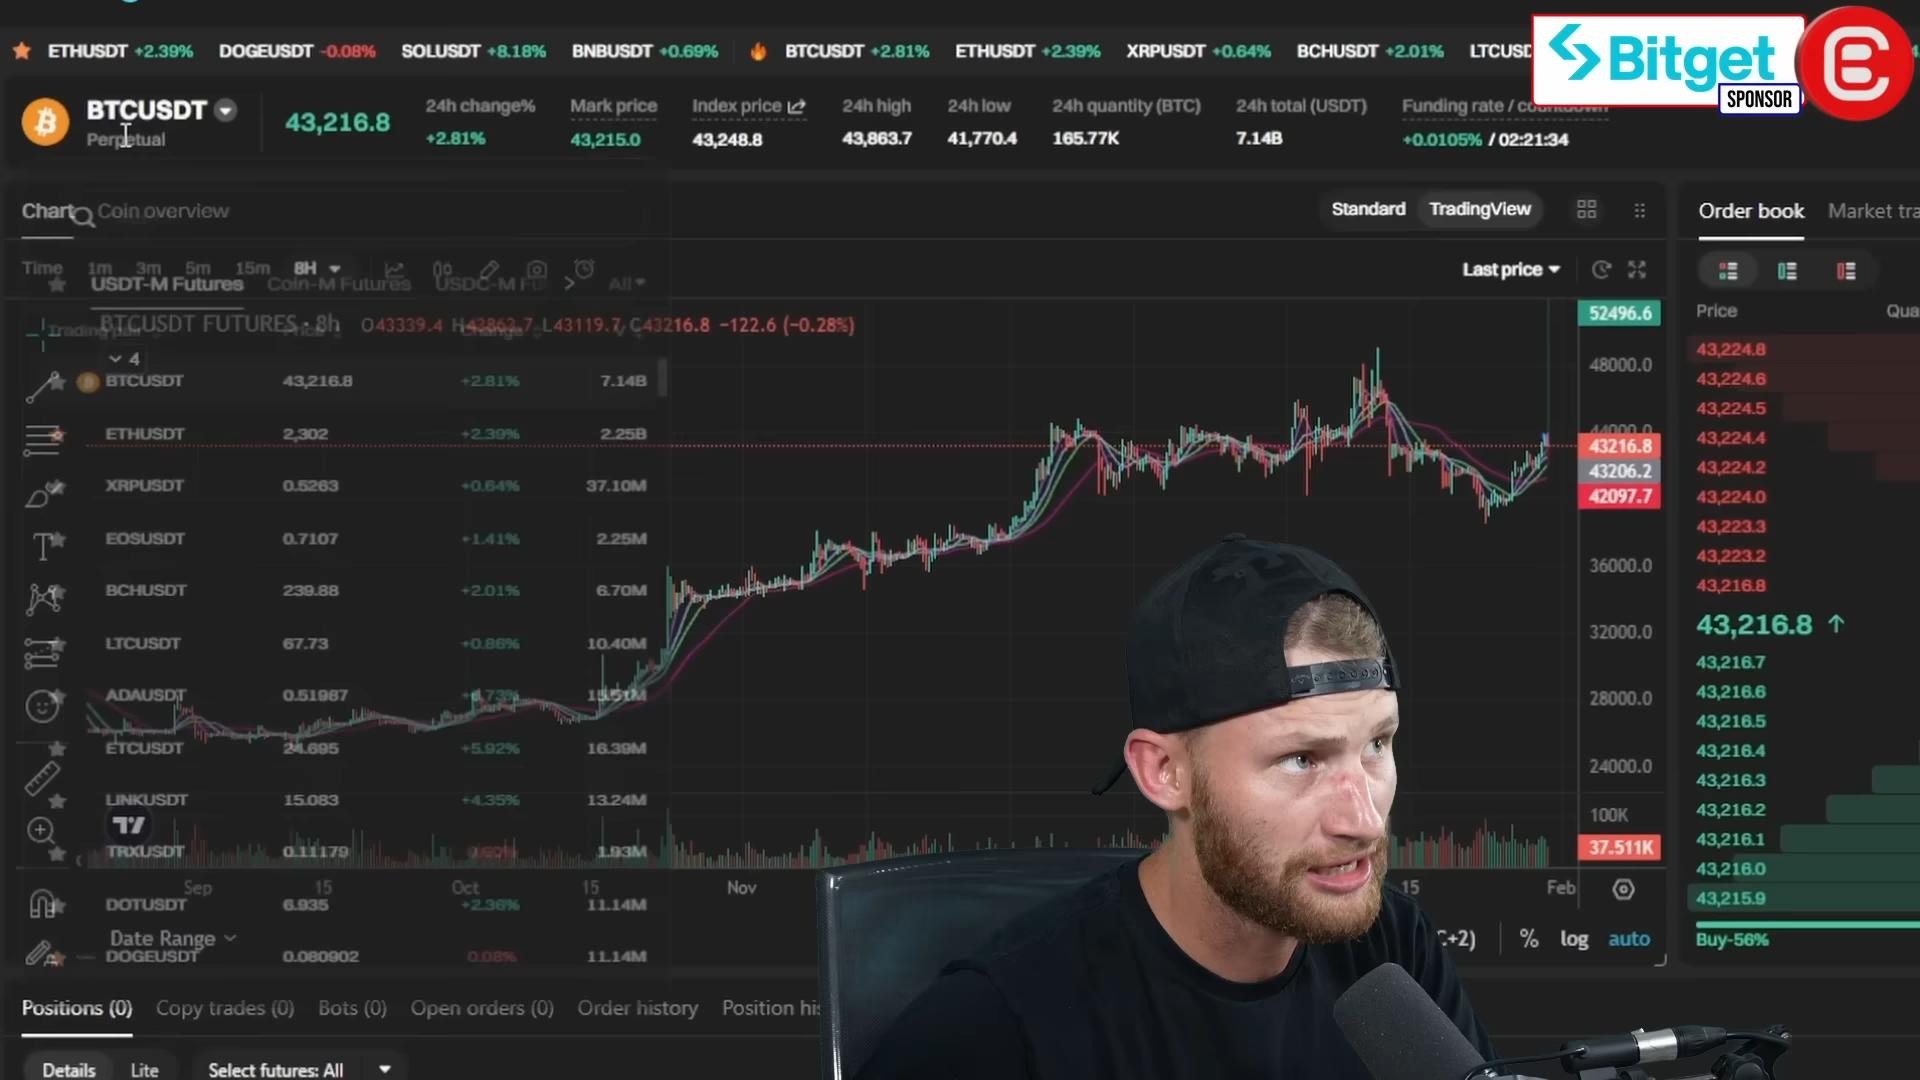 ETHUSDT +2.39% DOGEUSDT -0.08% SOLUSDT +8.18% BNBUSDT +0.69% BTCUSDT +2.81% ETHUSDT +2.39% XRPUSDT +0.64% BCHUSDT +2.01%
Bitget
SPONSOR
BTCUSDT
Perpetual
43,216.8
24h change% Mark price Index price 24h high 24h low 24h quantity (BTC) 24h total (USDT) Funding rate / countdown
+2.81% 43,215.0 43,248.8 43,863.7 41,770.4 165.77K 7.14B +0.0105% / 02:21:34
Chart Coin overview
Standard TradingView
Order book Market
Time 1m 3m 5m 15m 8H
Last price
USDT-M Futures Coin-M Futures USDC-M All
Price
BTCUSDT FUTURES · 8h O43339.4 H43863.7 L43119.7 C43216.8 −122.6 (−0.28%)
4
BTCUSDT 43,216.8 +2.81% 7.14B
ETHUSDT 2,302 +2.39% 2.25B
XRPUSDT 0.5263 +0.64% 37.10M
EOSUSDT 0.7107 +1.41% 2.25M
BCHUSDT 239.88 +2.01% 6.70M
LTCUSDT 67.73 +0.86% 10.40M
ADAUSDT 0.51987
ETCUSDT 24.695 +5.92% 16.39M
LINKUSDT 15.083 +4.35% 13.24M
TRXUSDT 0.11179 1.93M
DOTUSDT 6.935 +2.36% 11.14M
DOGEUSDT 0.080902 0.08% 11.14M
52496.6
48000.0
44000.0
43216.8
43206.2
42097.7
36000.0
32000.0
28000.0
24000.0
100K
37.511K
Sep 15 Oct 15 Nov 15 Feb
Date Range
% log auto
43,224.8
43,224.6
43,224.5
43,224.4
43,224.2
43,224.0
43,223.3
43,223.2
43,216.8
43,216.8 ↑
43,216.7
43,216.6
43,216.5
43,216.4
43,216.3
43,216.2
43,216.1
43,216.0
43,215.9
Buy-56%
Positions (0) Copy trades (0) Bots (0) Open orders (0) Order history Position
Details Lite Select futures: All